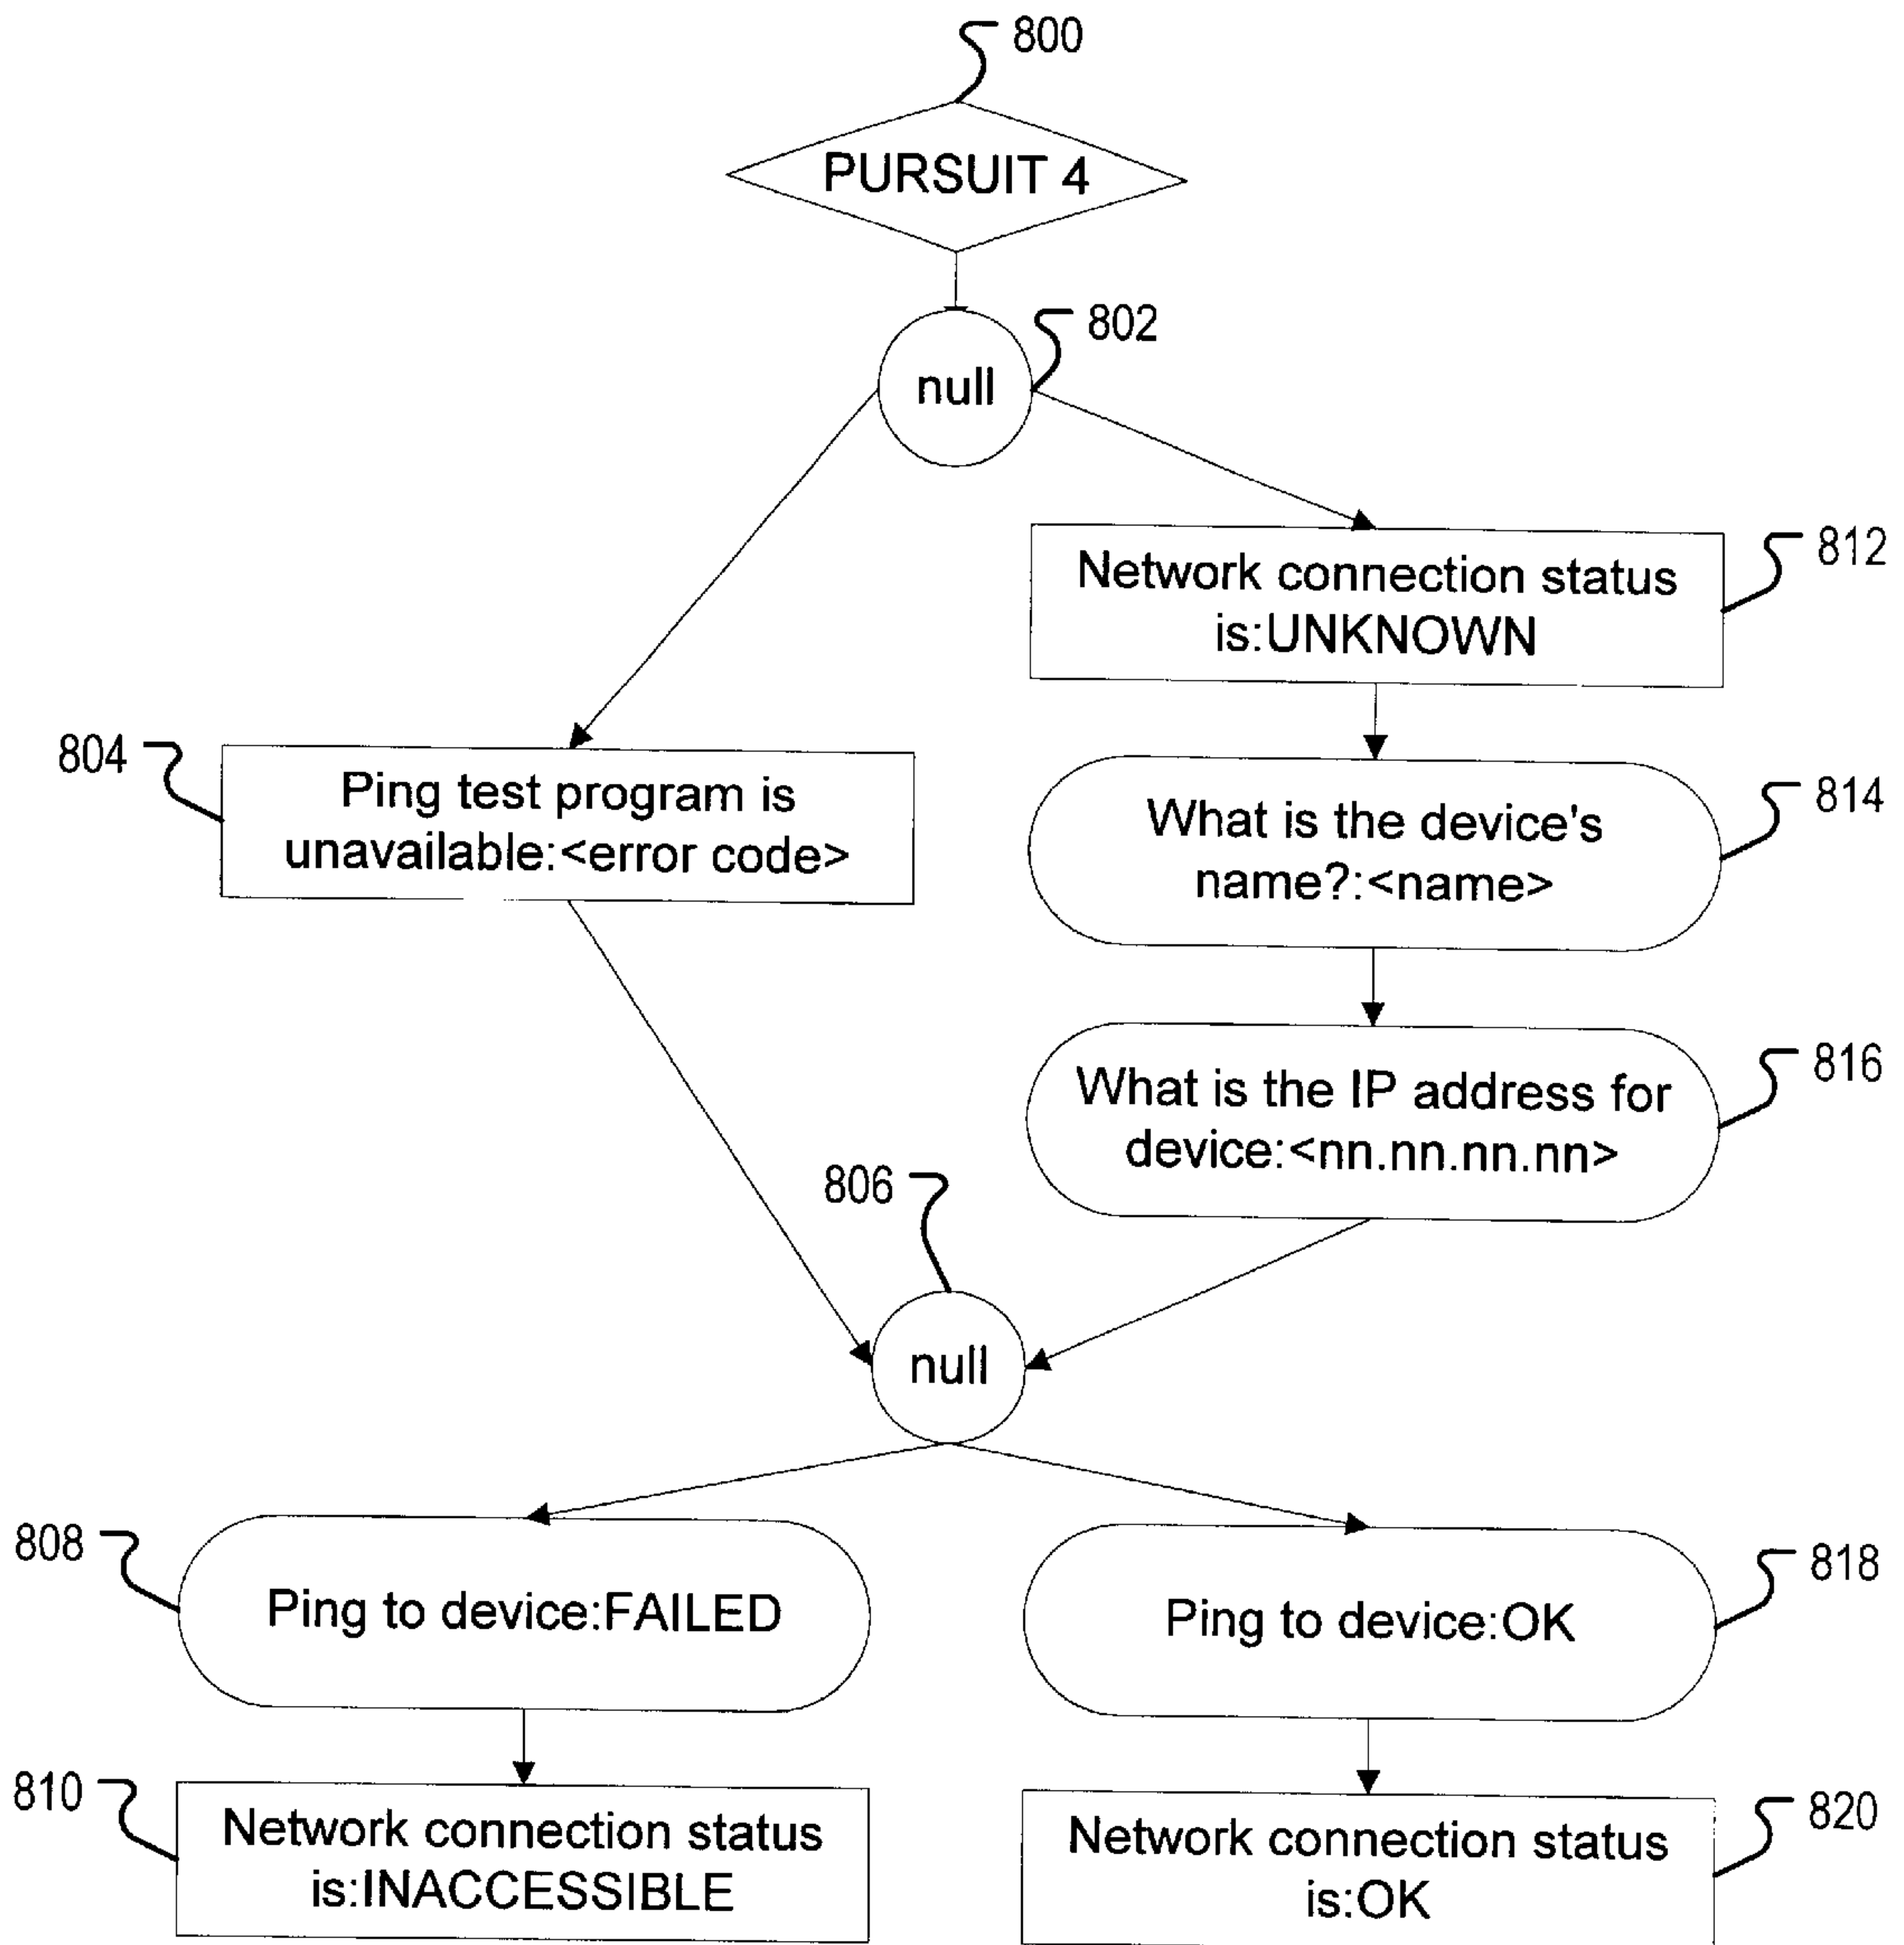 800
PURSUIT 4
802
null
812
Network connection status
is:UNKNOWN
804
Ping test program is
unavailable:<error code>
814
What is the device's
name?:<name>
816
What is the IP address for
device:<nn.nn.nn.nn>
806
null
808
Ping to device:FAILED
818
Ping to device:OK
810
Network connection status
is:INACCESSIBLE
820
Network connection status
is:OK